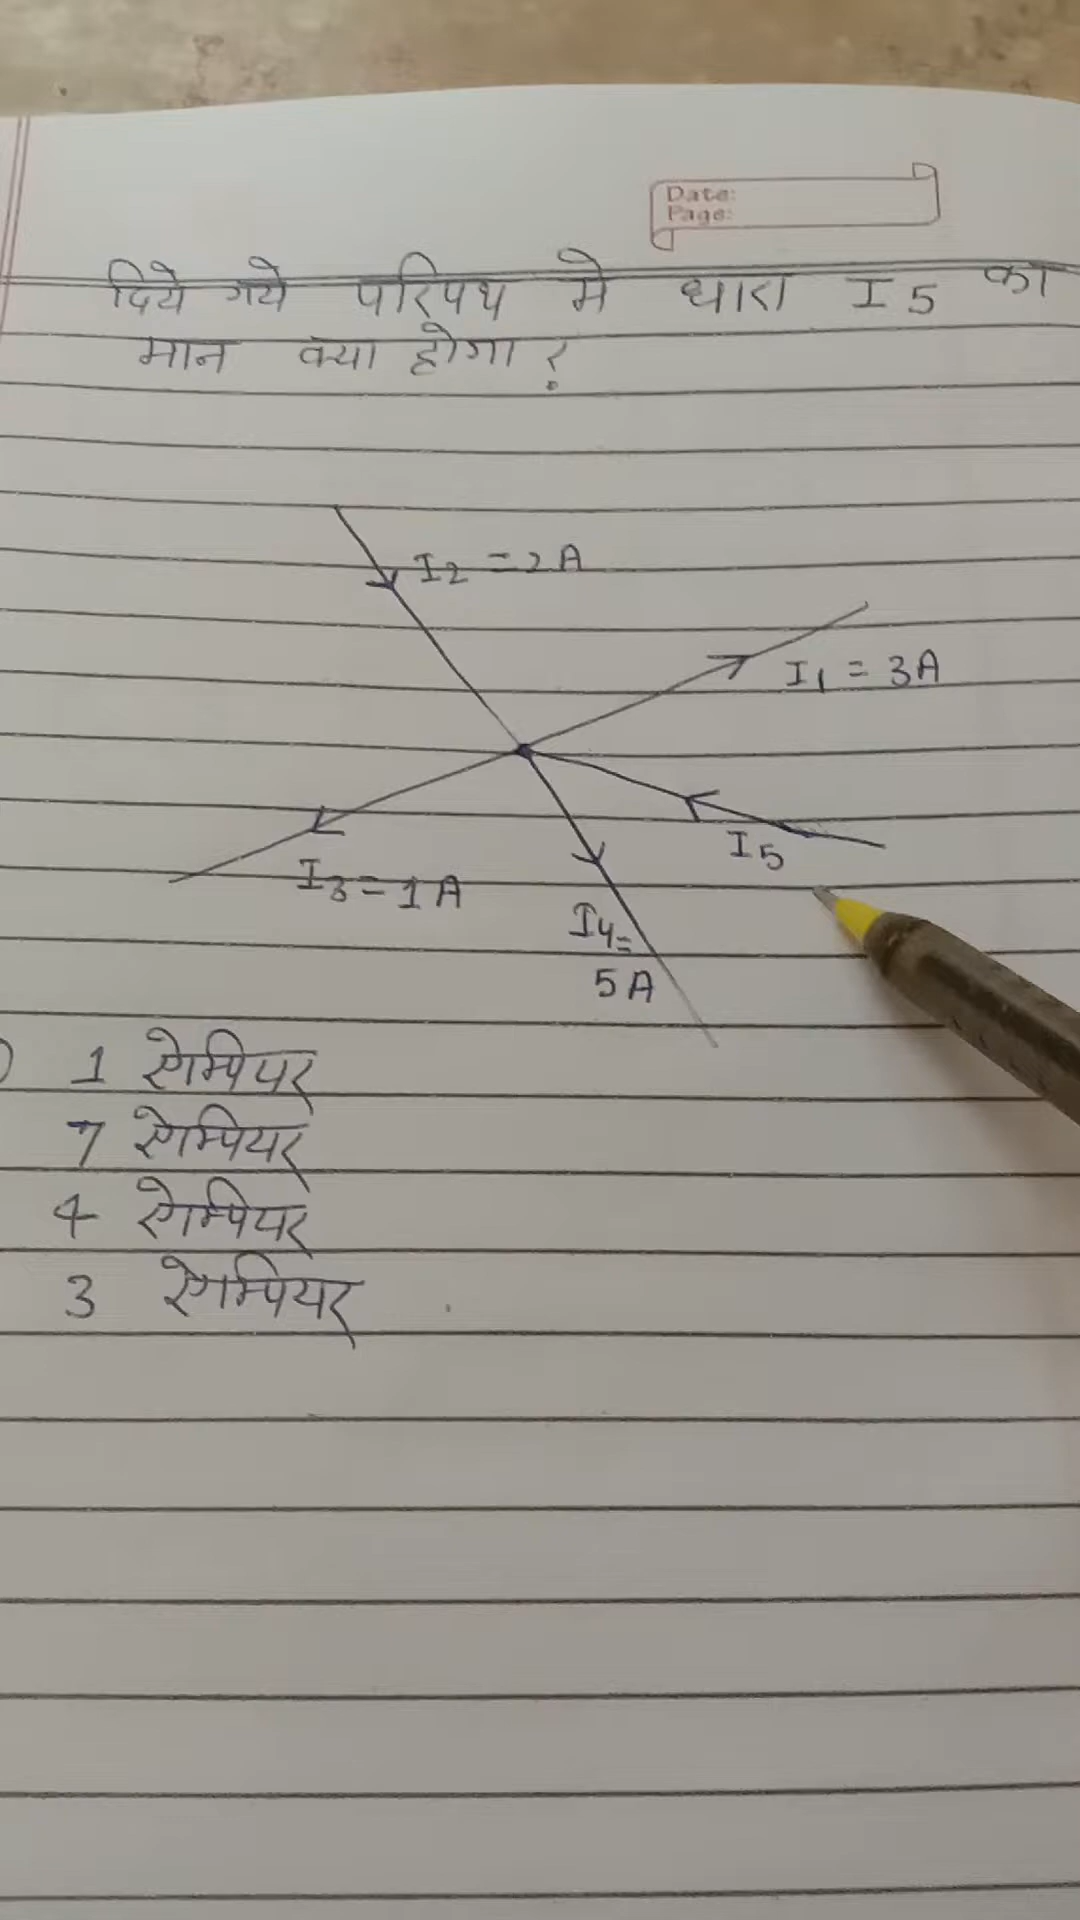 Date:
Page:
दिये गये परिपथ मे धारा I5 का
मान क्या होगा ?
I2 = 2A
I1 = 3A
I5
I3 = 1A
I4 =
5A
1 ऐम्पियर
7 ऐम्पियर
4 ऐम्पियर
3 ऐम्पियर